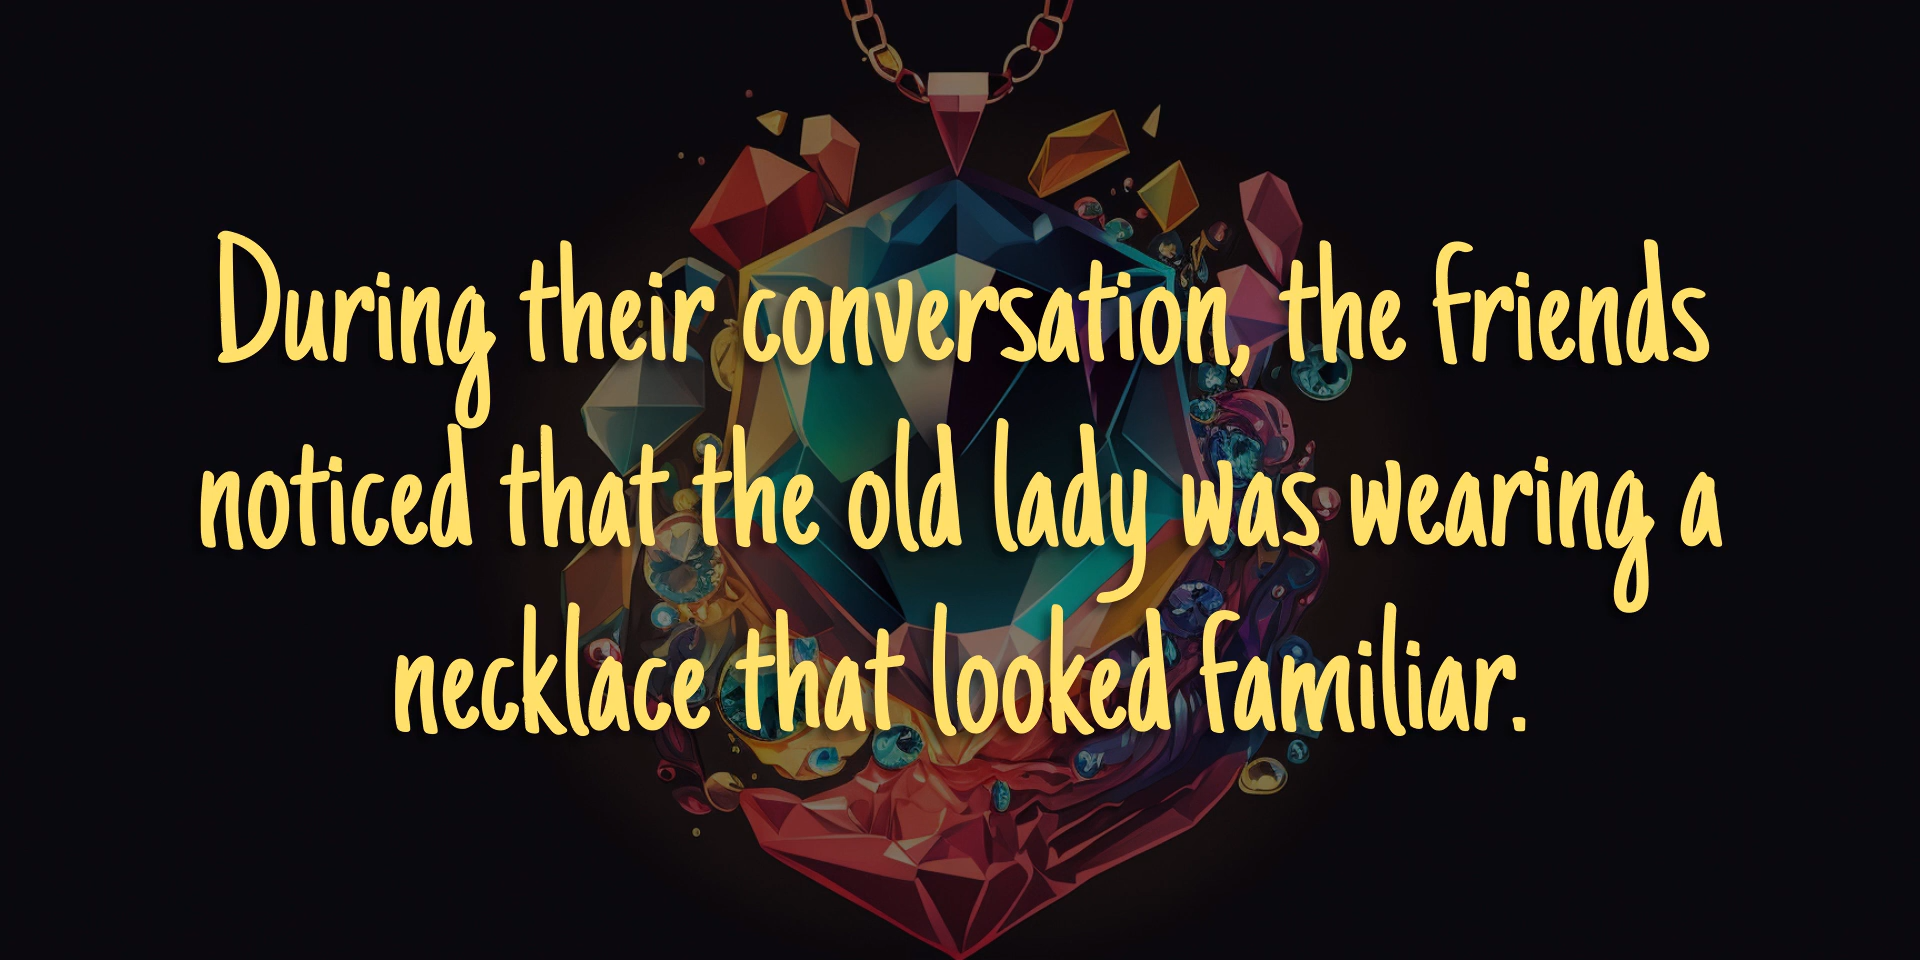 During their conversation, the friends
noticed that the old lady was wearing a
necklace that looked familiar.